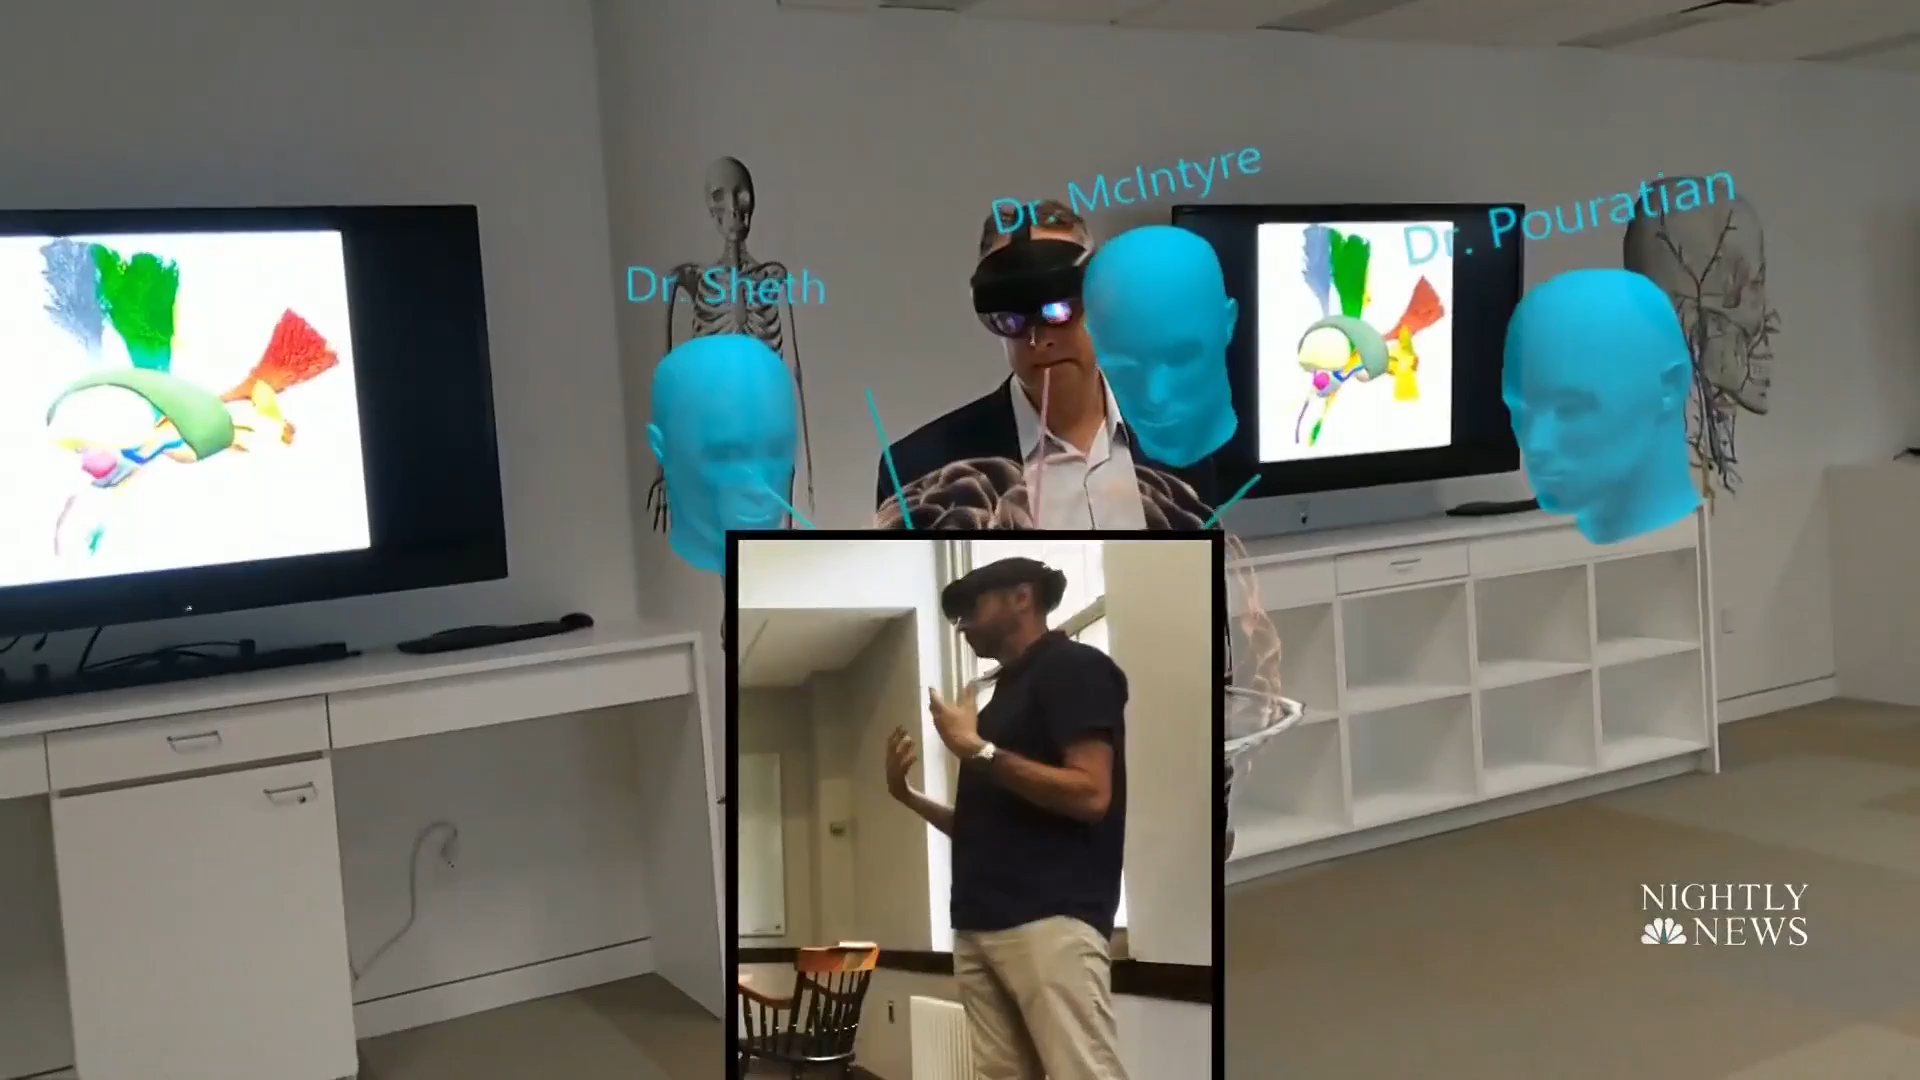 Dr. McIntyre
Dr. Pouratian
Dr. Sheth
NIGHTLY
NEWS